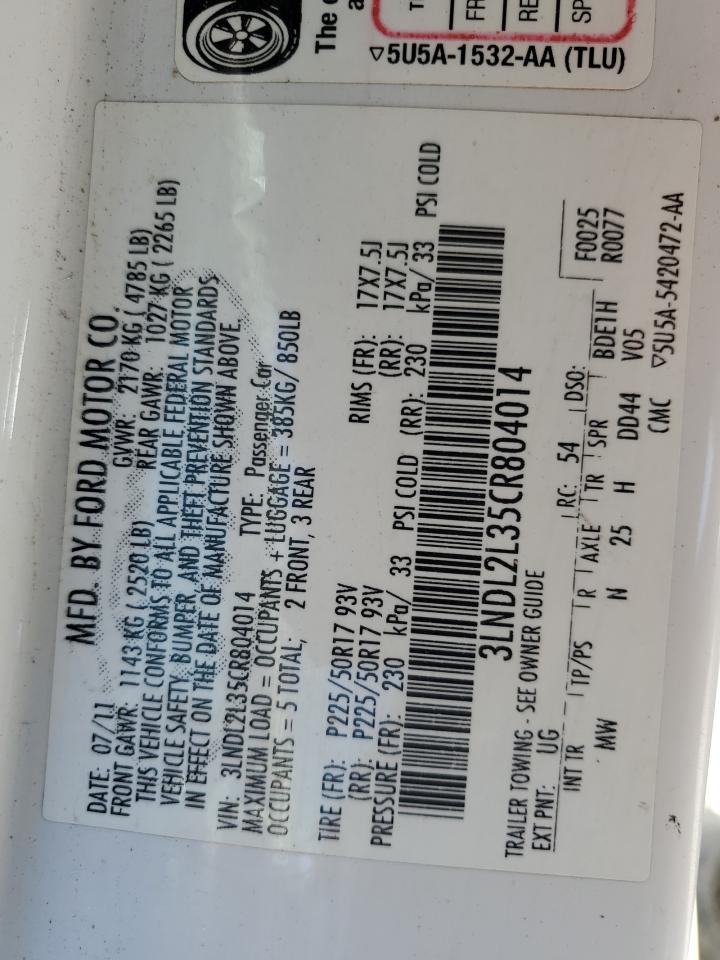 The
T
FR
RE
SP
▽5U5A-1532-AA (TLU)
MFD. BY FORD MOTOR CO.
DATE: 07/11 GVWR: 2170 KG ( 4785 LB)
FRONT GAWR: 1143 KG ( 2520 LB) REAR GAWR: 1027 KG ( 2265 LB)
THIS VEHICLE CONFORMS TO ALL APPLICABLE FEDERAL MOTOR
VEHICLE SAFETY, BUMPER, AND THEFT PREVENTION STANDARDS
IN EFFECT ON THE DATE OF MANUFACTURE SHOWN ABOVE.
VIN: 3LNDL2L35CR804014 TYPE: Passenger Car
MAXIMUM LOAD = OCCUPANTS + LUGGAGE = 385KG/ 850LB
OCCUPANTS = 5 TOTAL; 2 FRONT, 3 REAR
TIRE (FR): P225/50R17 93V RIMS (FR): 17X7.5J
(RR): P225/50R17 93V (RR): 17X7.5J
PRESSURE (FR): 230 kPa/ 33 PSI COLD (RR): 230 kPa/ 33 PSI COLD
3LNDL2L35CR804014
TRAILER TOWING - SEE OWNER GUIDE
EXT PNT: UG RC: 54 DSO: F0025
INT TR TP/PS R AXLE TR SPR BDE1H R0077
MW N 25 H DD44 V05
CMC ▽5U5A-5420472-AA